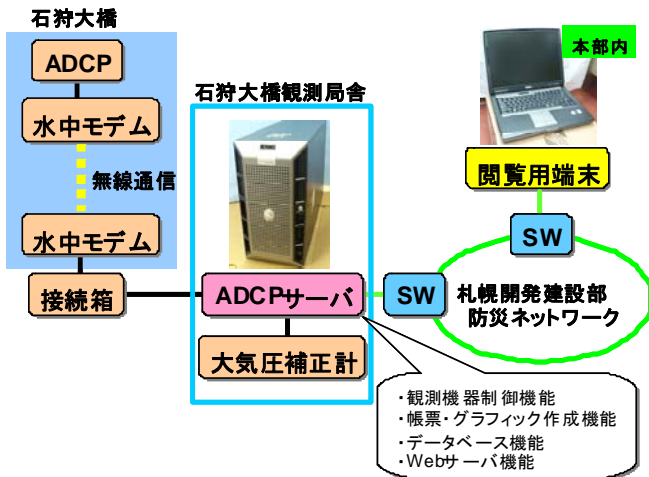 石狩大橋
ADCP
水中モデム
無線通信
水中モデム
接続箱
石狩大橋観測局舎
ADCPサーバ
大気圧補正計
SW
本部内
閲覧用端末
SW
札幌開発建設部
防災ネットワーク
・観測機器制御機能
・帳票・グラフィック作成機能
・データベース機能
・Webサーバ機能